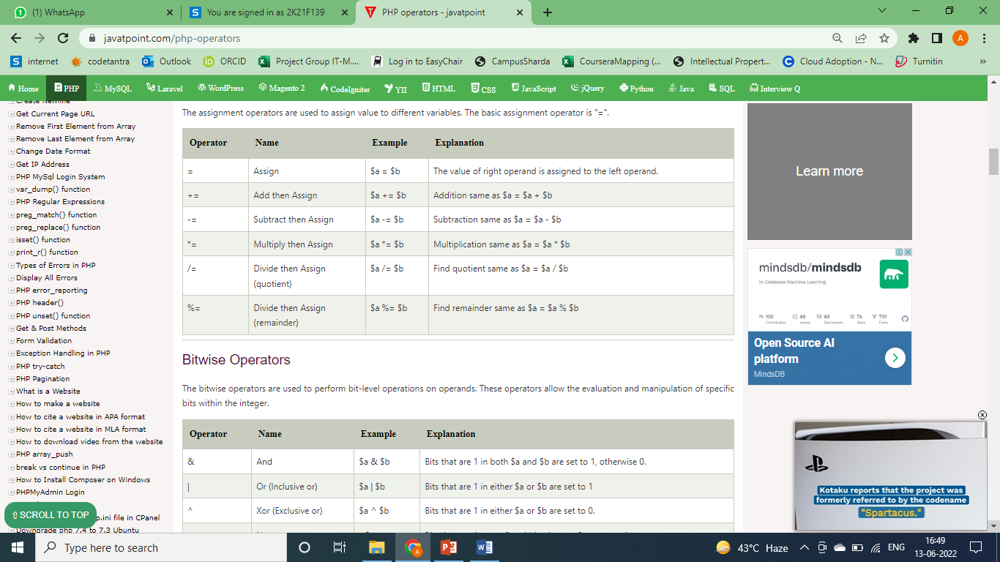 (1) WhatsApp
You are signed in as 2K21F139
PHP operators - javatpoint
javatpoint.com/php-operators
A
internet
codetantra
Outlook
ORCID
Project Group IT-M....
Log in to EasyChair
CampusSharda
CourseraMapping (...
Intellectual Propert...
Cloud Adoption - N...
Turnitin
»
Home
PHP
MySQL
Laravel
WordPress
Magento 2
CodeIgniter
YII
HTML
CSS
JavaScript
jQuery
Python
Java
SQL
Interview Q
Create Newline
Get Current Page URL
Remove First Element from Array
Remove Last Element from Array
Change Date Format
Get IP Address
PHP MySql Login System
var_dump() function
PHP Regular Expressions
preg_match() function
preg_replace() function
isset() function
print_r() function
Types of Errors in PHP
Display All Errors
PHP error_reporting
PHP header()
PHP unset() function
Get & Post Methods
Form Validation
Exception Handling in PHP
PHP try-catch
PHP Pagination
What is a Website
How to make a website
How to cite a website in APA format
How to cite a website in MLA format
How to download video from the website
PHP array_push
break vs continue in PHP
How to Install Composer on Windows
PHPMyAdmin Login
.ini file in CPanel
Downgrade php 7.4 to 7.3 Ubuntu
⇧SCROLL TO TOP
The assignment operators are used to assign value to different variables. The basic assignment operator is "=".
Operator Name Example Explanation
= Assign $a = $b The value of right operand is assigned to the left operand.
+= Add then Assign $a += $b Addition same as $a = $a + $b
-= Subtract then Assign $a -= $b Subtraction same as $a = $a - $b
*= Multiply then Assign $a *= $b Multiplication same as $a = $a * $b
/= Divide then Assign $a /= $b Find quotient same as $a = $a / $b
(quotient)
%= Divide then Assign $a %= $b Find remainder same as $a = $a % $b
(remainder)
Bitwise Operators
The bitwise operators are used to perform bit-level operations on operands. These operators allow the evaluation and manipulation of specific
bits within the integer.
Operator Name Example Explanation
& And $a & $b Bits that are 1 in both $a and $b are set to 1, otherwise 0.
| Or (Inclusive or) $a | $b Bits that are 1 in either $a or $b are set to 1
^ Xor (Exclusive or) $a ^ $b Bits that are 1 in either $a or $b are set to 0.
Learn more
mindsdb/mindsdb
In-Database Machine Learning
102 Contributors
46 Issues
40 Discussions
7k Stars
701 Forks
Open Source AI
platform
MindsDB
Kotaku reports that the project was
formerly referred to by the codename
"Spartacus."
Type here to search
43°C Haze
ENG
16:49
13-06-2022